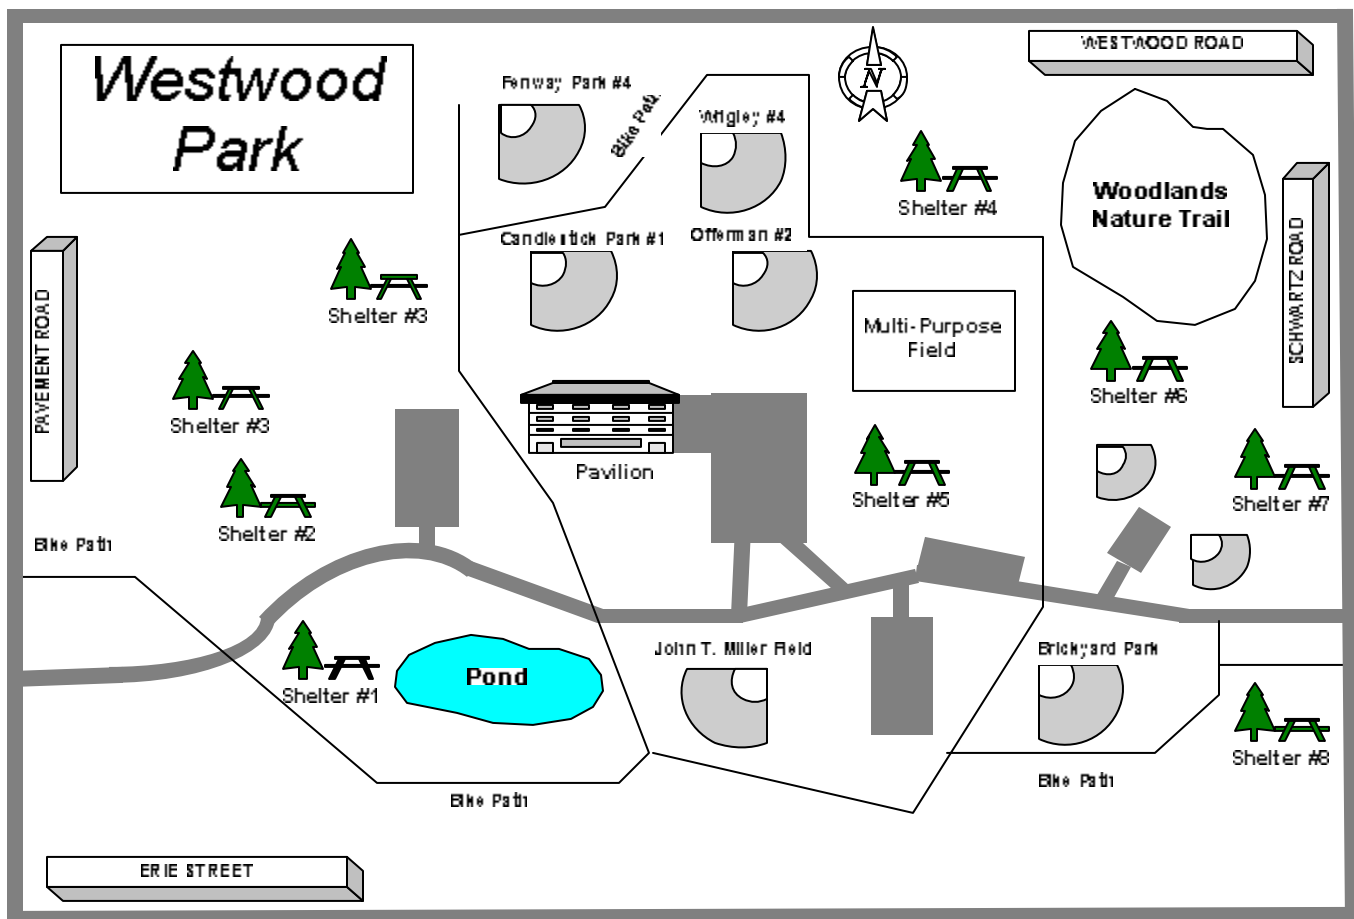 Westwood
Park
Fenway Park #4
Bike Path
Wrigley #4
N
WESTWOOD ROAD
Shelter #4
Woodlands
Nature Trail
Candlestick Park #1
Offerman #2
PAVEMENT ROAD
SCHWARTZ ROAD
Shelter #3
Multi-Purpose
Field
Shelter #3
Shelter #6
Pavilion
Shelter #5
Shelter #7
Shelter #2
Bike Path
John T. Miller Field
Brickyard Park
Pond
Shelter #1
Shelter #8
Bike Path
Bike Path
ERIE STREET